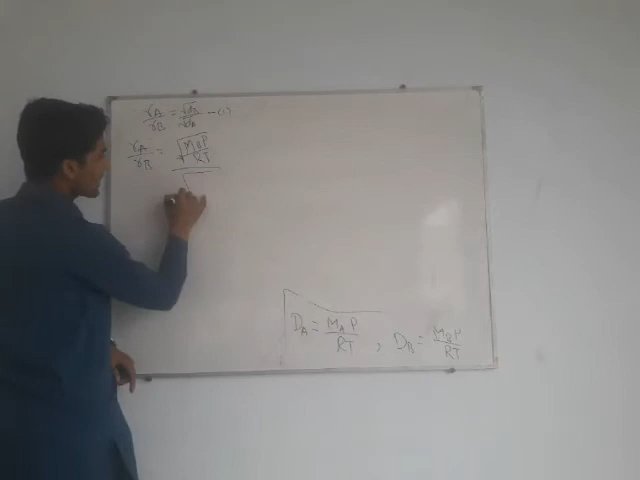 rA/rB = √dB/√dA —(1)
rA/rB = √(MBP/RT) / √
DA = MAP/RT , DB = MBP/RT